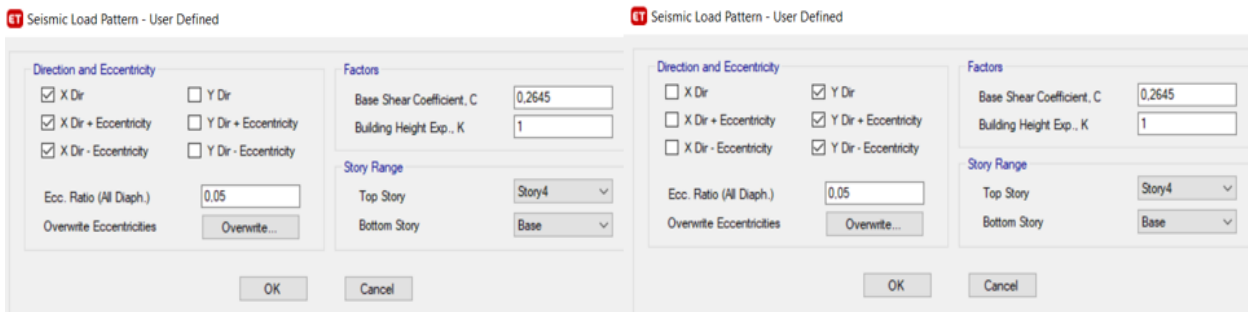 ET Seismic Load Pattern - User Defined
Direction and Eccentricity
X Dir Y Dir
X Dir + Eccentricity Y Dir + Eccentricity
X Dir - Eccentricity Y Dir - Eccentricity
Ecc. Ratio (All Diaph.) 0,05
Overwrite Eccentricities Overwrite...
Factors
Base Shear Coefficient, C 0,2645
Building Height Exp., K 1
Story Range
Top Story Story4
Bottom Story Base
OK Cancel
ET Seismic Load Pattern - User Defined
Direction and Eccentricity
X Dir Y Dir
X Dir + Eccentricity Y Dir + Eccentricity
X Dir - Eccentricity Y Dir - Eccentricity
Ecc. Ratio (All Diaph.) 0,05
Overwrite Eccentricities Overwrite...
Factors
Base Shear Coefficient, C 0,2645
Building Height Exp., K 1
Story Range
Top Story Story4
Bottom Story Base
OK Cancel